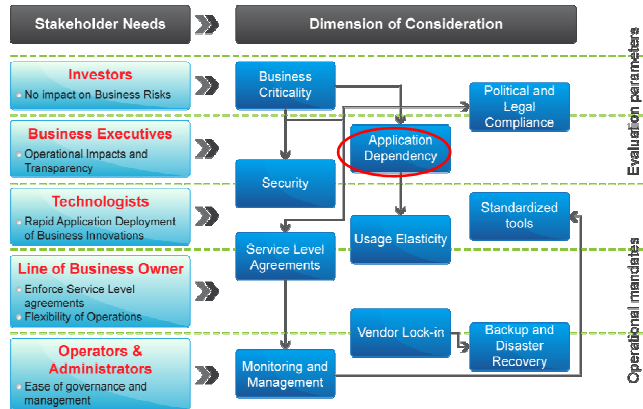 Stakeholder Needs
Dimension of Consideration
Investors
No impact on Business Risks
Business Executives
Operational Impacts and
Transparency
Technologists
Rapid Application Deployment
of Business Innovations
Line of Business Owner
Enforce Service Level
agreements
Flexibility of Operations
Operators &
Administrators
Ease of governance and
management
Business
Criticality
Political and
Legal
Compliance
Application
Dependency
Security
Standardized
tools
Usage Elasticity
Service Level
Agreements
Vendor Lock-in
Backup and
Disaster
Recovery
Monitoring and
Management
Evaluation parameters
Operational mandates